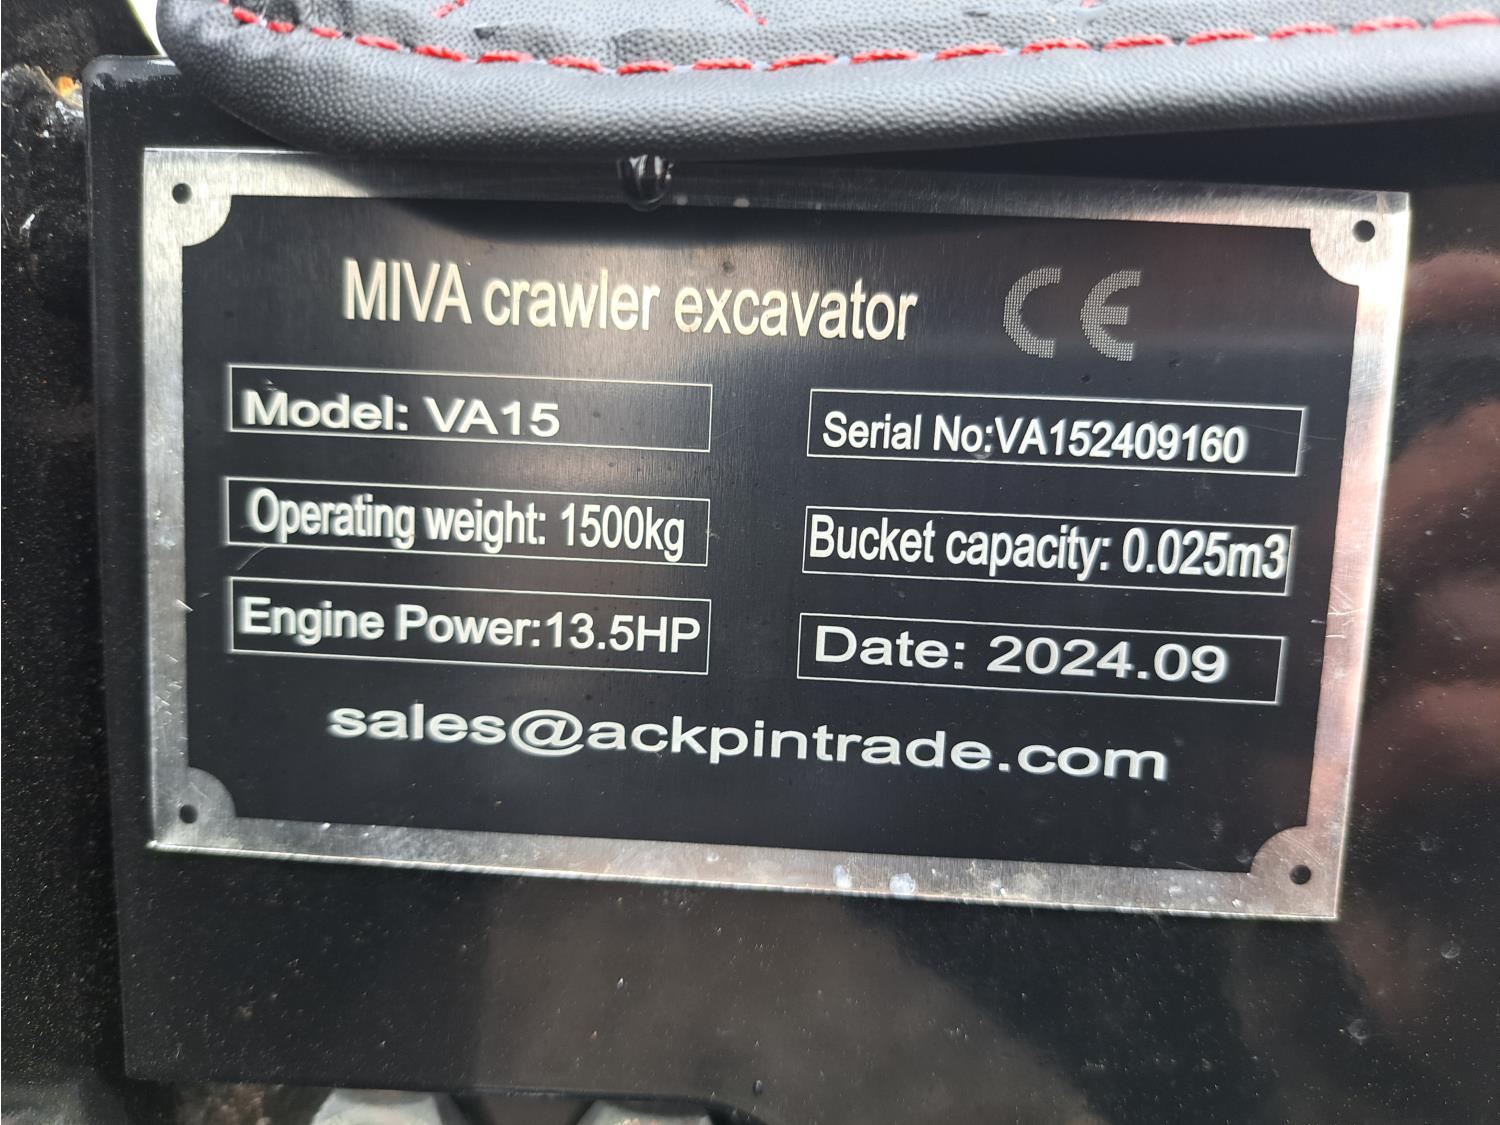 MIVA crawler excavator CE
Model: VA15
Serial No:VA152409160
Operating weight: 1500kg
Bucket capacity: 0.025m3
Engine Power:13.5HP
Date: 2024.09
sales@ackpintrade.com